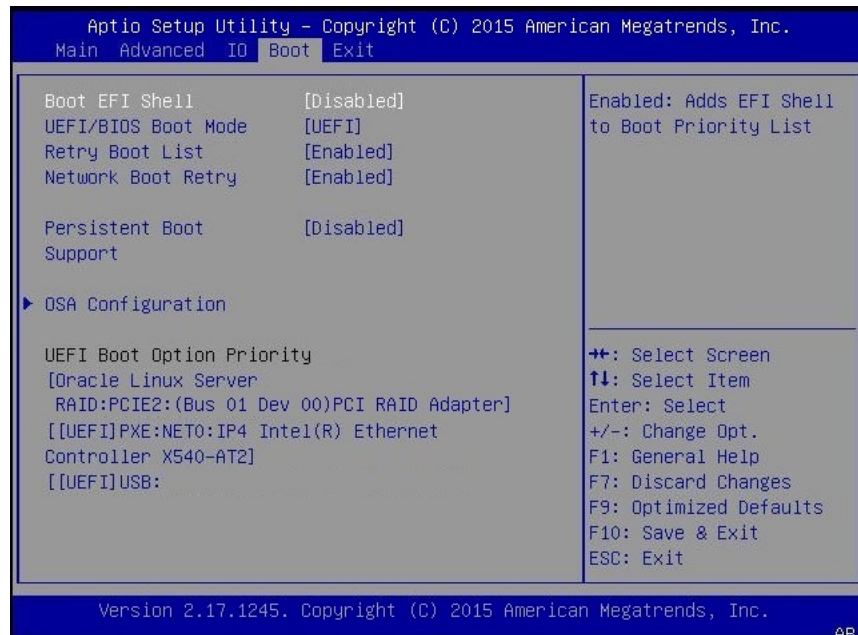 Aptio Setup Utility – Copyright (C) 2015 American Megatrends, Inc.
Main Advanced IO Boot Exit
Boot EFI Shell [Disabled]
UEFI/BIOS Boot Mode [UEFI]
Retry Boot List [Enabled]
Network Boot Retry [Enabled]
Persistent Boot [Disabled]
Support
OSA Configuration
UEFI Boot Option Priority
[Oracle Linux Server
RAID:PCIE2:(Bus 01 Dev 00)PCI RAID Adapter]
[[UEFI]PXE:NET0:IP4 Intel(R) Ethernet
Controller X540-AT2]
[[UEFI]USB:
Enabled: Adds EFI Shell
to Boot Priority List
→←: Select Screen
↑↓: Select Item
Enter: Select
+/-: Change Opt.
F1: General Help
F7: Discard Changes
F9: Optimized Defaults
F10: Save & Exit
ESC: Exit
Version 2.17.1245. Copyright (C) 2015 American Megatrends, Inc.